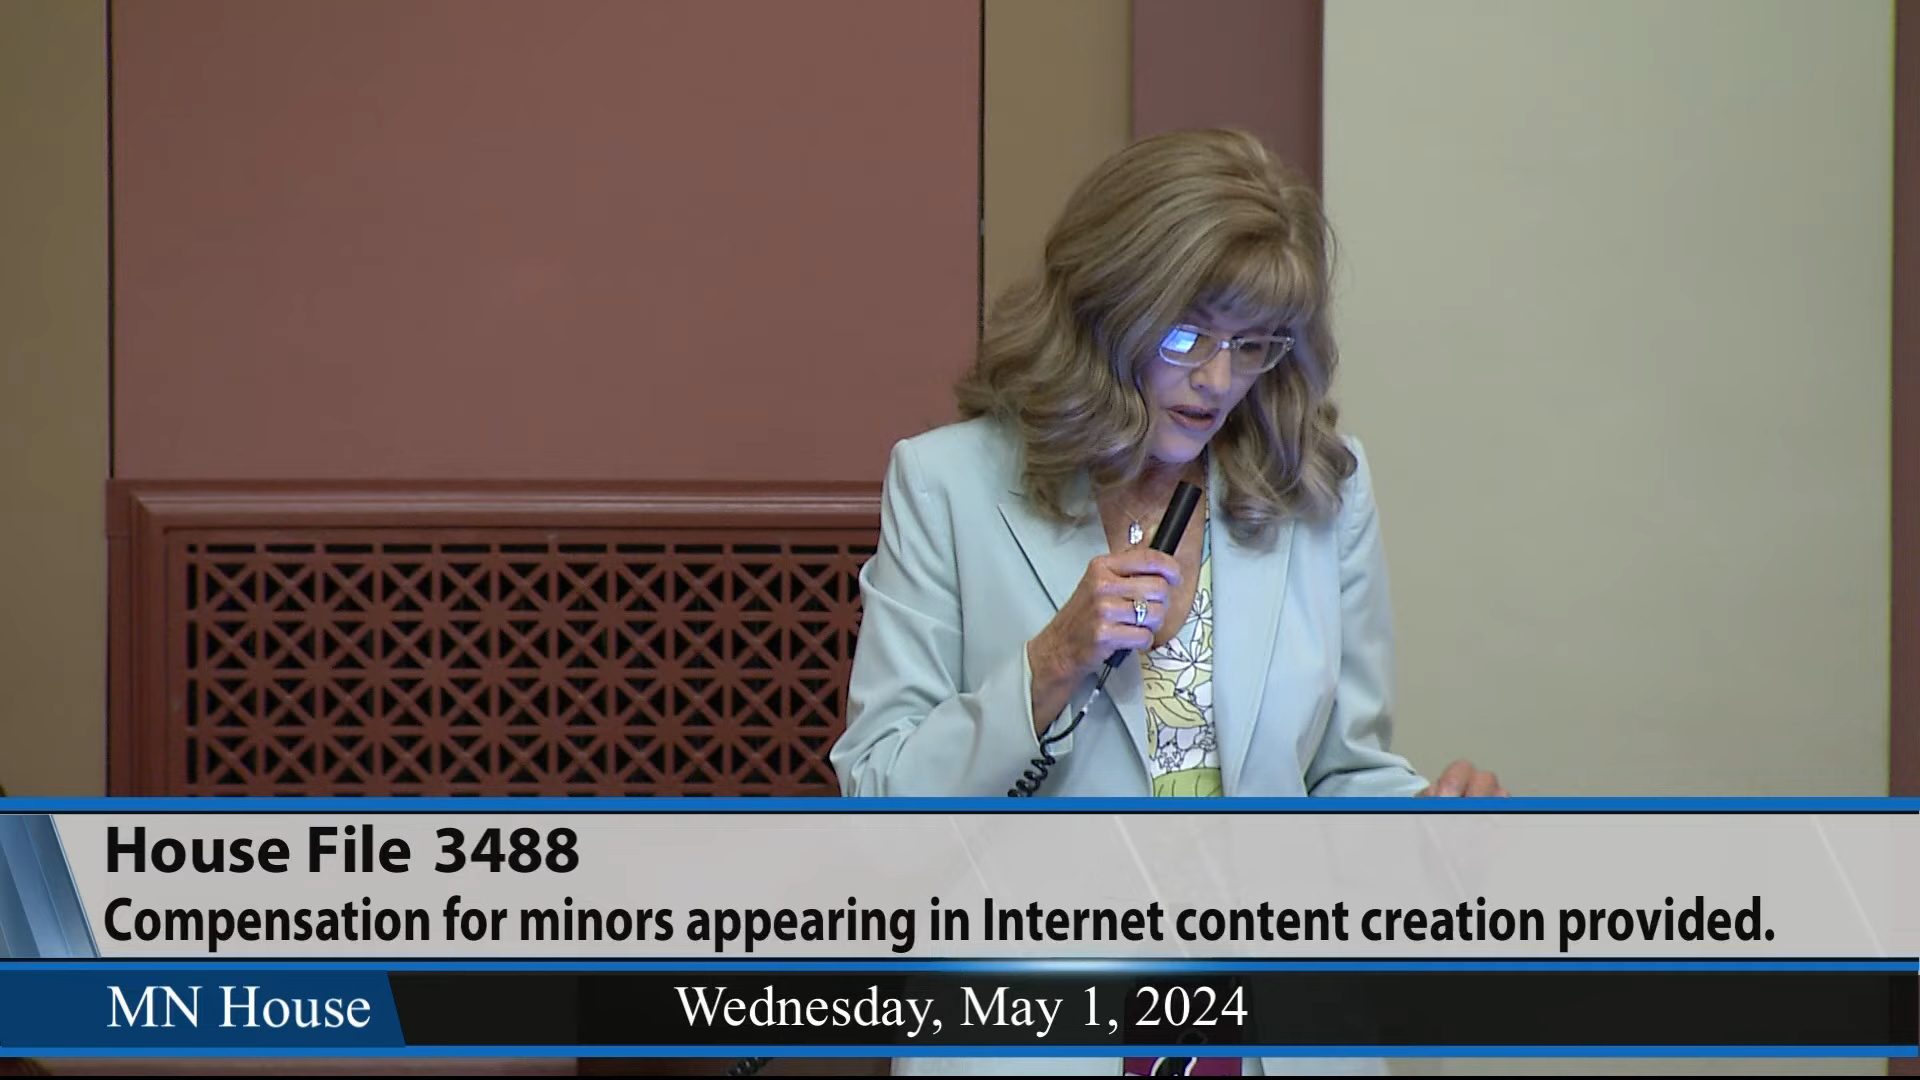 House File 3488
Compensation for minors appearing in Internet content creation provided.
MN House
Wednesday, May 1, 2024